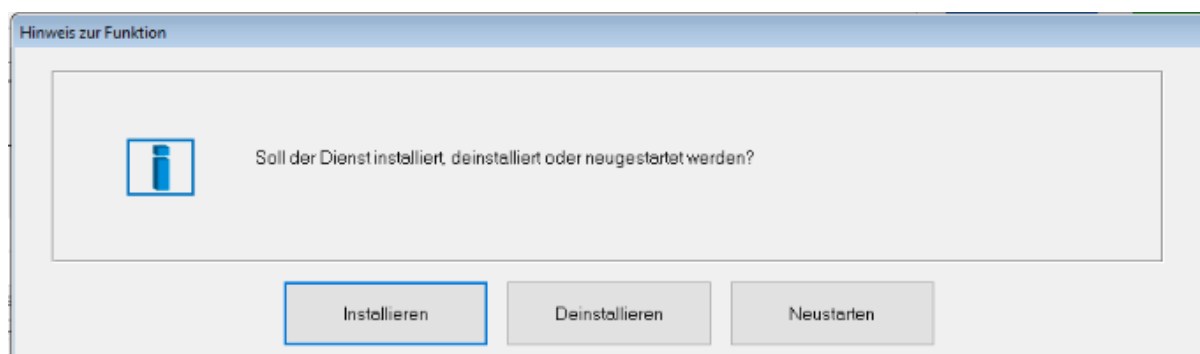 Hinweis zur Funktion
Soll der Dienst installiert, deinstalliert oder neugestartet werden?
Installieren
Deinstallieren
Neustarten